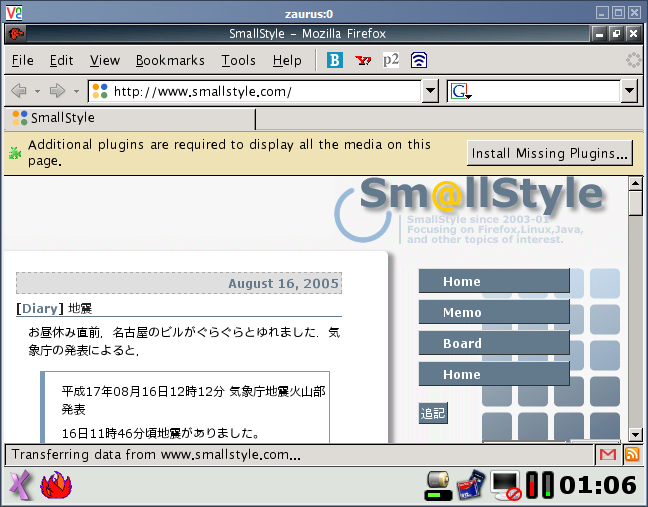 zaurus:0
SmallStyle - Mozilla Firefox
File Edit View Bookmarks Tools Help B Y! p2
http://www.smallstyle.com/ G
SmallStyle
Additional plugins are required to display all the media on this
page.
Install Missing Plugins...
Sm@llStyle
SmallStyle since 2003-01
Focusing on Firefox,Linux,Java,
and other topics of interest.
August 16, 2005
[Diary] 地震
お昼休み直前，名古屋のビルがぐらぐらとゆれました．気
象庁の発表によると，
平成17年08月16日12時12分 気象庁地震火山部
発表
16日11時46分頃地震がありました。
Home
Memo
Board
Home
追記
Transferring data from www.smallstyle.com...
01:06